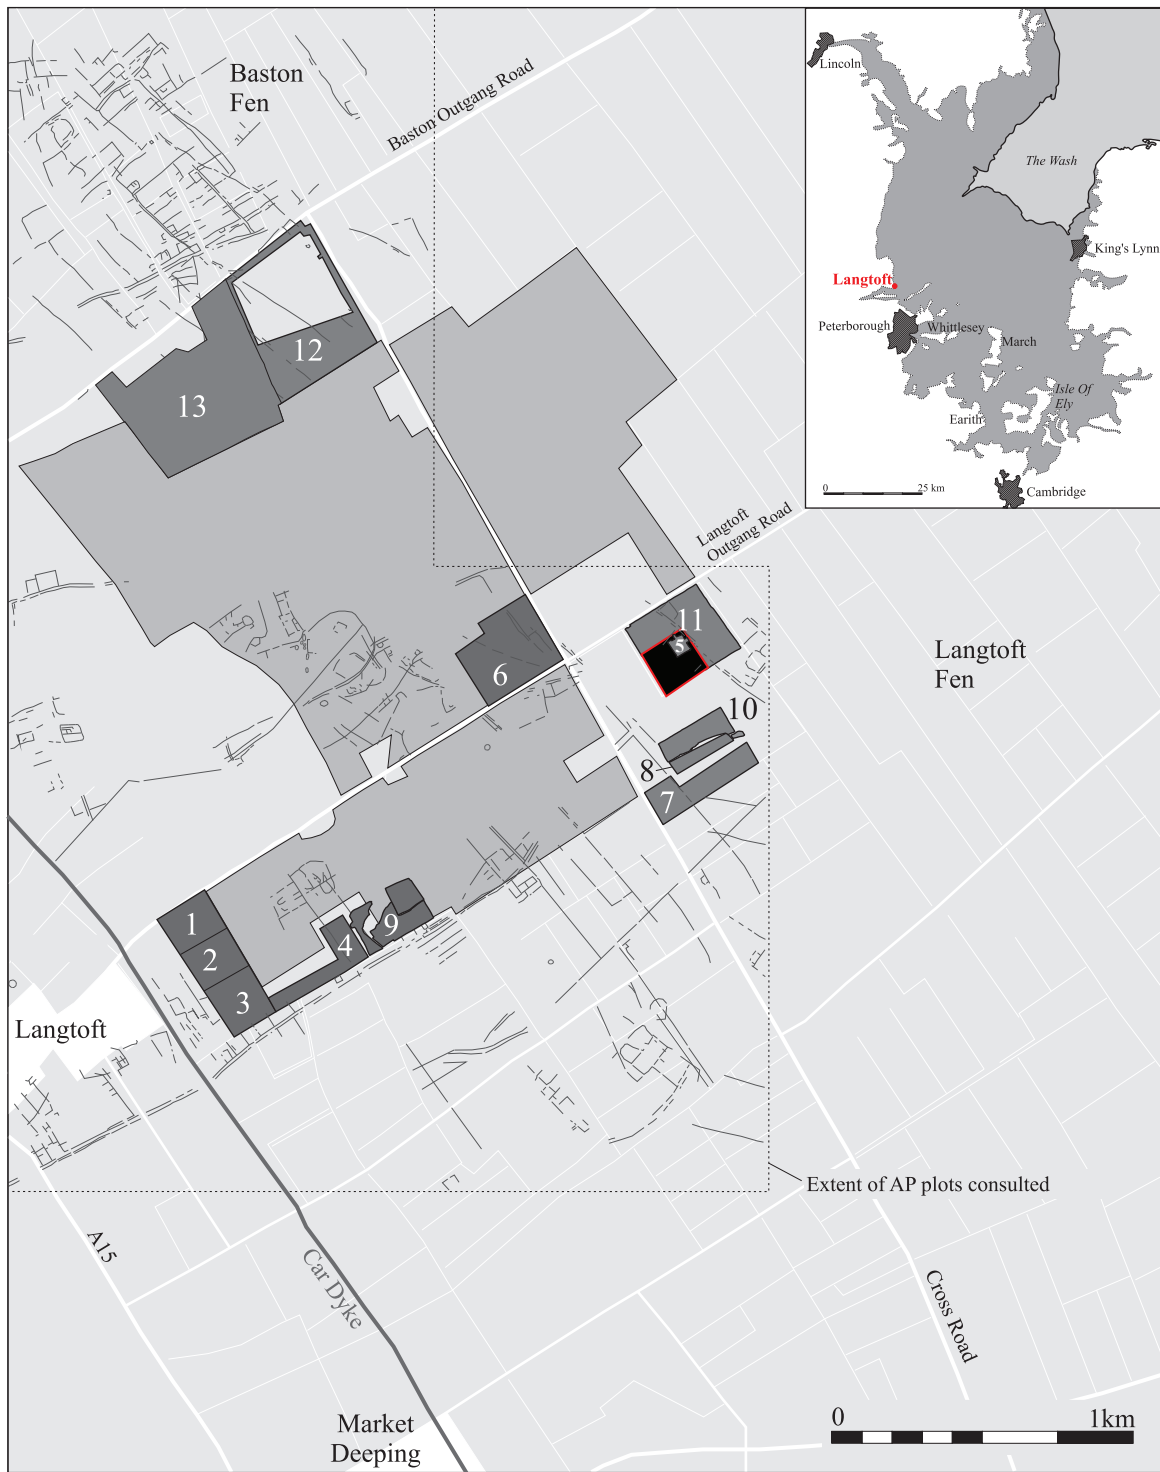 Baston
Fen
Baston Outgang Road
Lincoln
The Wash
King's Lynn
Langtoft
Peterborough
Whittlesey
March
Isle Of
Ely
Earith
0
25 km
Cambridge
12
13
Langtoft
Outgang Road
11
5
6
Langtoft
Fen
10
8
7
1
2
3
4
9
Langtoft
Extent of AP plots consulted
A15
Car Dyke
Cross Road
Market
Deeping
0
1km